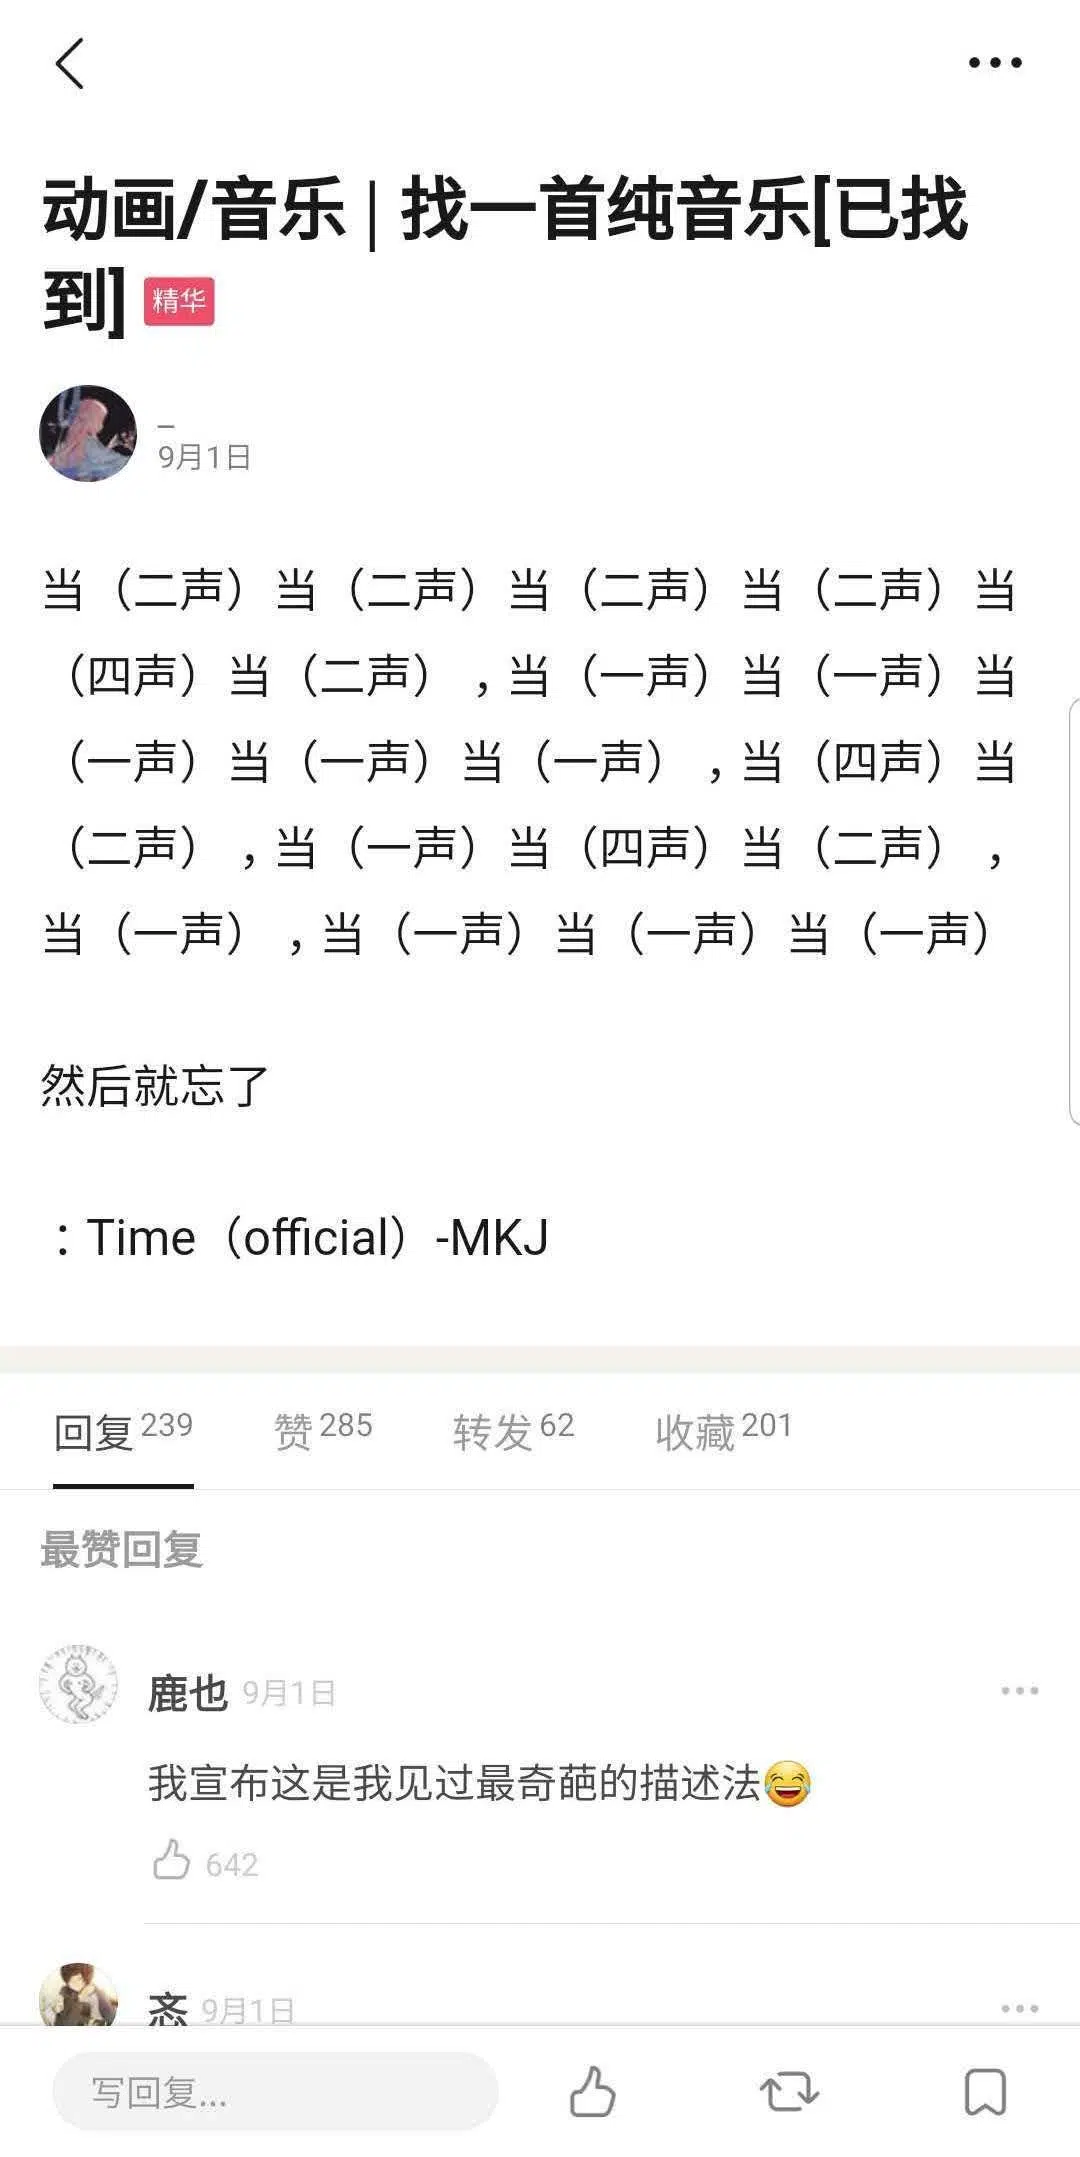 动画/音乐 | 找一首纯音乐[已找
到] 精华
_
9月1日
当（二声）当（二声）当（二声）当（二声）当
（四声）当（二声），当（一声）当（一声）当
（一声）当（一声）当（一声），当（四声）当
（二声），当（一声）当（四声）当（二声），
当（一声），当（一声）当（一声）当（一声）
然后就忘了
：Time（official）-MKJ
回复 239 赞 285 转发 62 收藏 201
最赞回复
鹿也 9月1日
我宣布这是我见过最奇葩的描述法😂
642
9月1日
写回复...